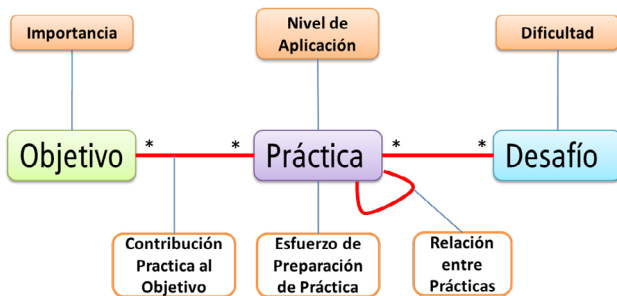 Importancia
Nivel de
Aplicación
Dificultad
Objetivo
*
*
Práctica
*
*
Desafío
Contribución
Practica al
Objetivo
Esfuerzo de
Preparación
de Práctica
Relación
entre
Prácticas